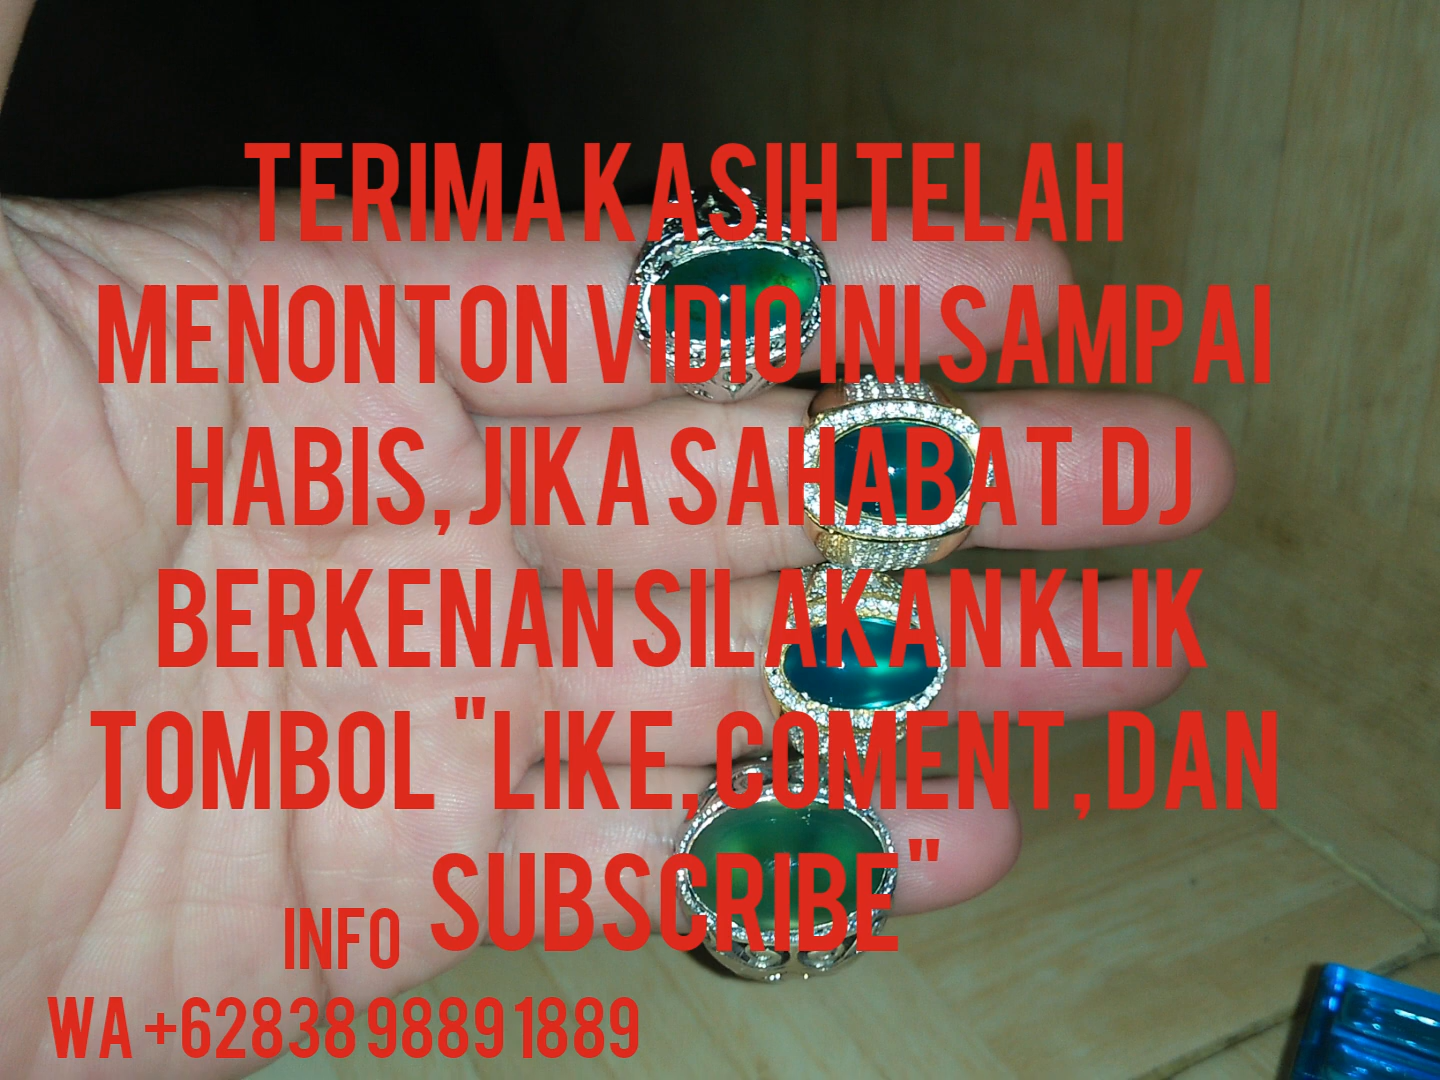 TERIMA KASIH TELAH
MENONTON VIDIO INI SAMPAI
HABIS, JIKA SAHABAT DJ
BERKENAN SILAKAN KLIK
TOMBOL "LIKE, COMENT, DAN
SUBSCRIBE"
INFO
WA +6283898891889